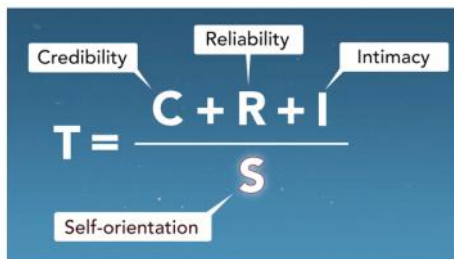 Reliability
Credibility
Intimacy
C + R + I
T =
S
Self-orientation